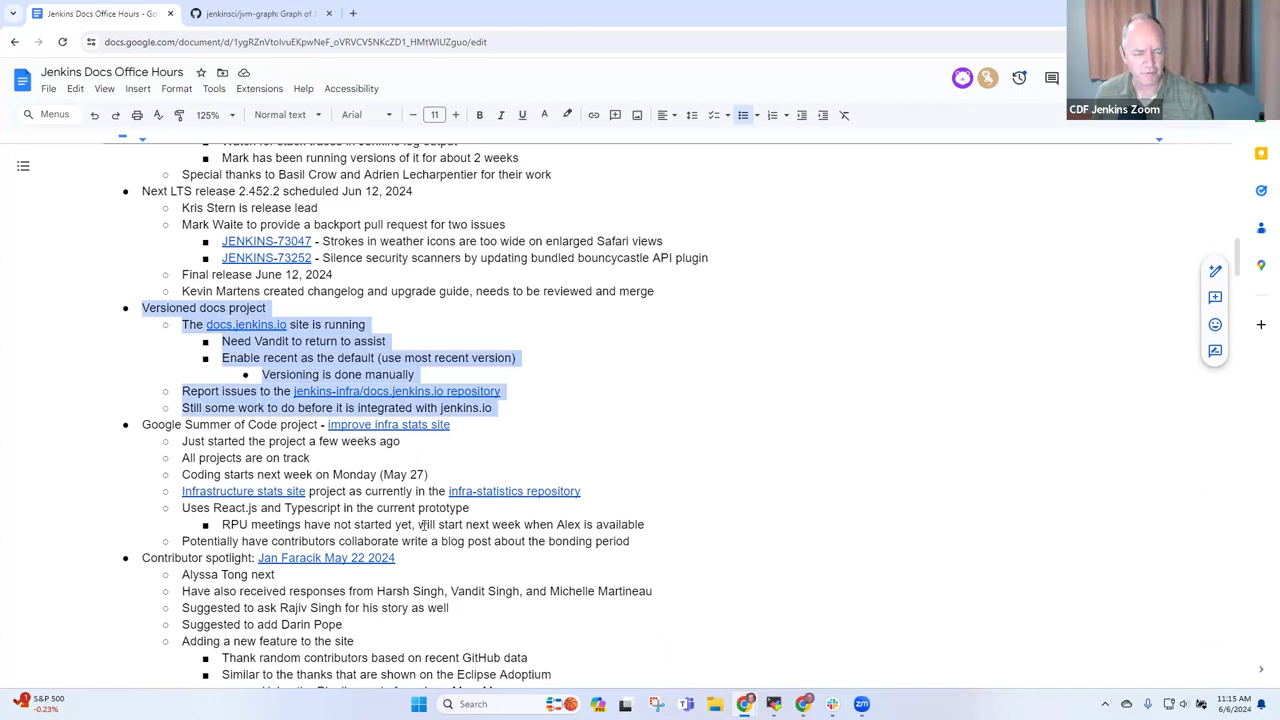 Jenkins Docs Office Hours - Go
jenkinsci/jvm-graph: Graph of J
docs.google.com/document/d/1ygRZnVtolvuEKpwNeF_oVRVCV5NKcZD1_HMtWIUZguo/edit
Jenkins Docs Office Hours
File Edit View Insert Format Tools Extensions Help Accessibility
CDF Jenkins Zoom
Menus 125% Normal text Arial 11 B I U A
Mark has been running versions of it for about 2 weeks
Special thanks to Basil Crow and Adrien Lecharpentier for their work
Next LTS release 2.452.2 scheduled Jun 12, 2024
Kris Stern is release lead
Mark Waite to provide a backport pull request for two issues
JENKINS-73047 - Strokes in weather icons are too wide on enlarged Safari views
JENKINS-73252 - Silence security scanners by updating bundled bouncycastle API plugin
Final release June 12, 2024
Kevin Martens created changelog and upgrade guide, needs to be reviewed and merge
Versioned docs project
The docs.jenkins.io site is running
Need Vandit to return to assist
Enable recent as the default (use most recent version)
Versioning is done manually
Report issues to the jenkins-infra/docs.jenkins.io repository
Still some work to do before it is integrated with jenkins.io
Google Summer of Code project - improve infra stats site
Just started the project a few weeks ago
All projects are on track
Coding starts next week on Monday (May 27)
Infrastructure stats site project as currently in the infra-statistics repository
Uses React.js and Typescript in the current prototype
RPU meetings have not started yet, will start next week when Alex is available
Potentially have contributors collaborate write a blog post about the bonding period
Contributor spotlight: Jan Faracik May 22 2024
Alyssa Tong next
Have also received responses from Harsh Singh, Vandit Singh, and Michelle Martineau
Suggested to ask Rajiv Singh for his story as well
Suggested to add Darin Pope
Adding a new feature to the site
Thank random contributors based on recent GitHub data
Similar to the thanks that are shown on the Eclipse Adoptium
S&P 500
-0.23%
Search
11:15 AM
6/6/2024